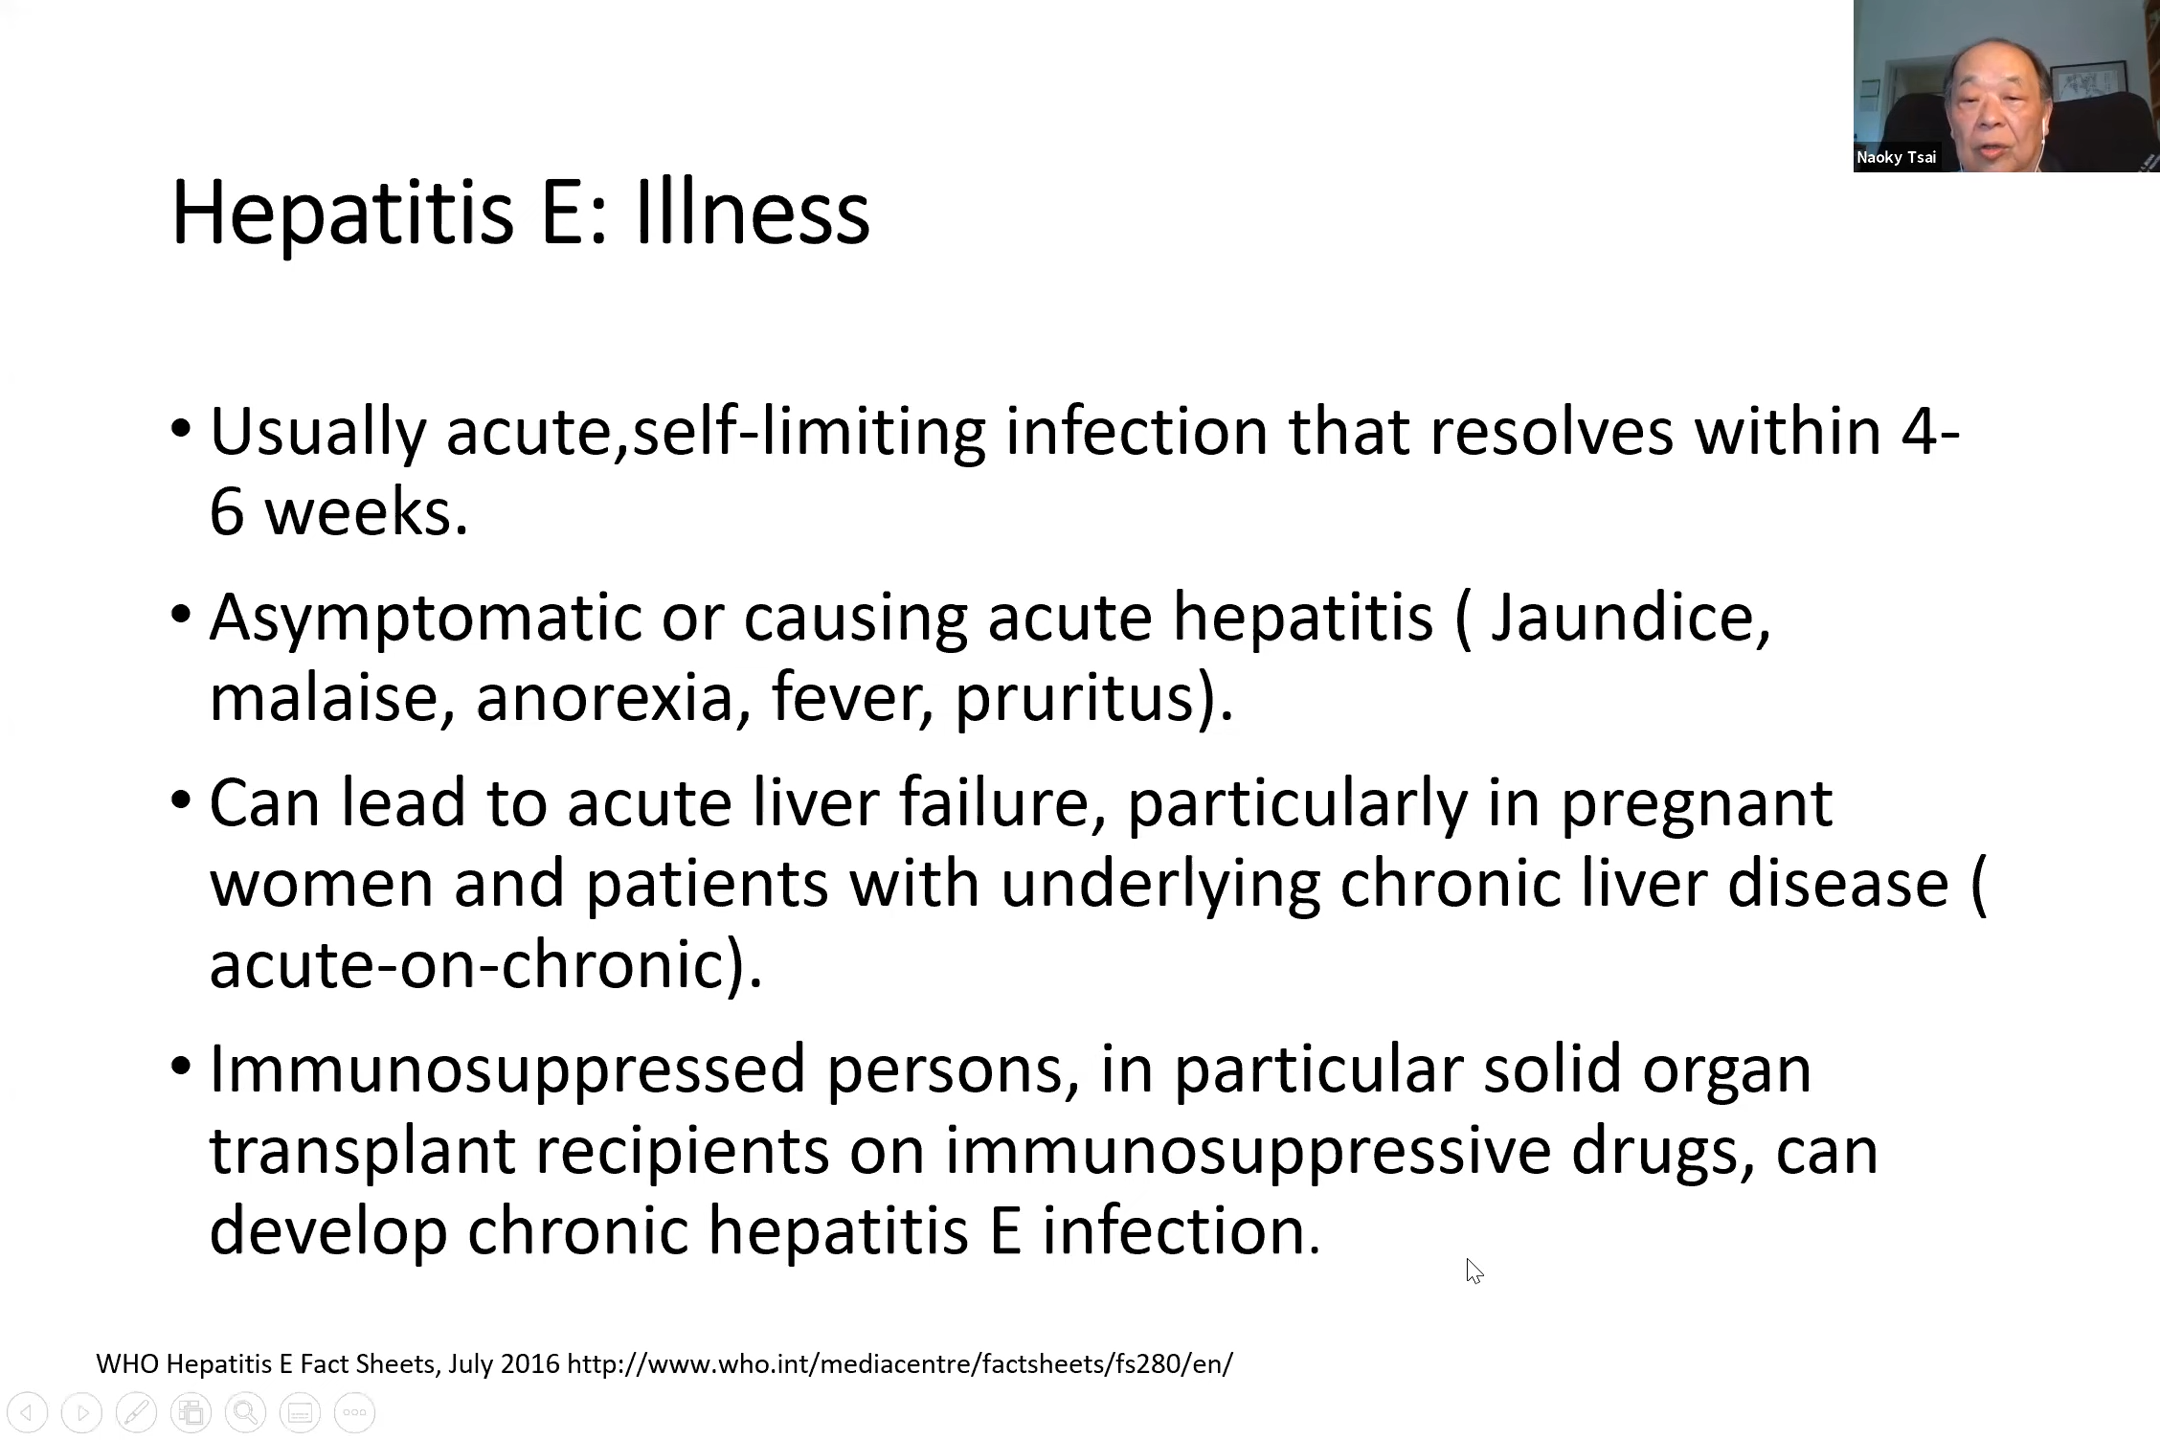 Naoky Tsai
Hepatitis E: Illness
• Usually acute,self-limiting infection that resolves within 4-
6 weeks.
• Asymptomatic or causing acute hepatitis ( Jaundice,
malaise, anorexia, fever, pruritus).
• Can lead to acute liver failure, particularly in pregnant
women and patients with underlying chronic liver disease (
acute-on-chronic).
• Immunosuppressed persons, in particular solid organ
transplant recipients on immunosuppressive drugs, can
develop chronic hepatitis E infection.
WHO Hepatitis E Fact Sheets, July 2016 http://www.who.int/mediacentre/factsheets/fs280/en/